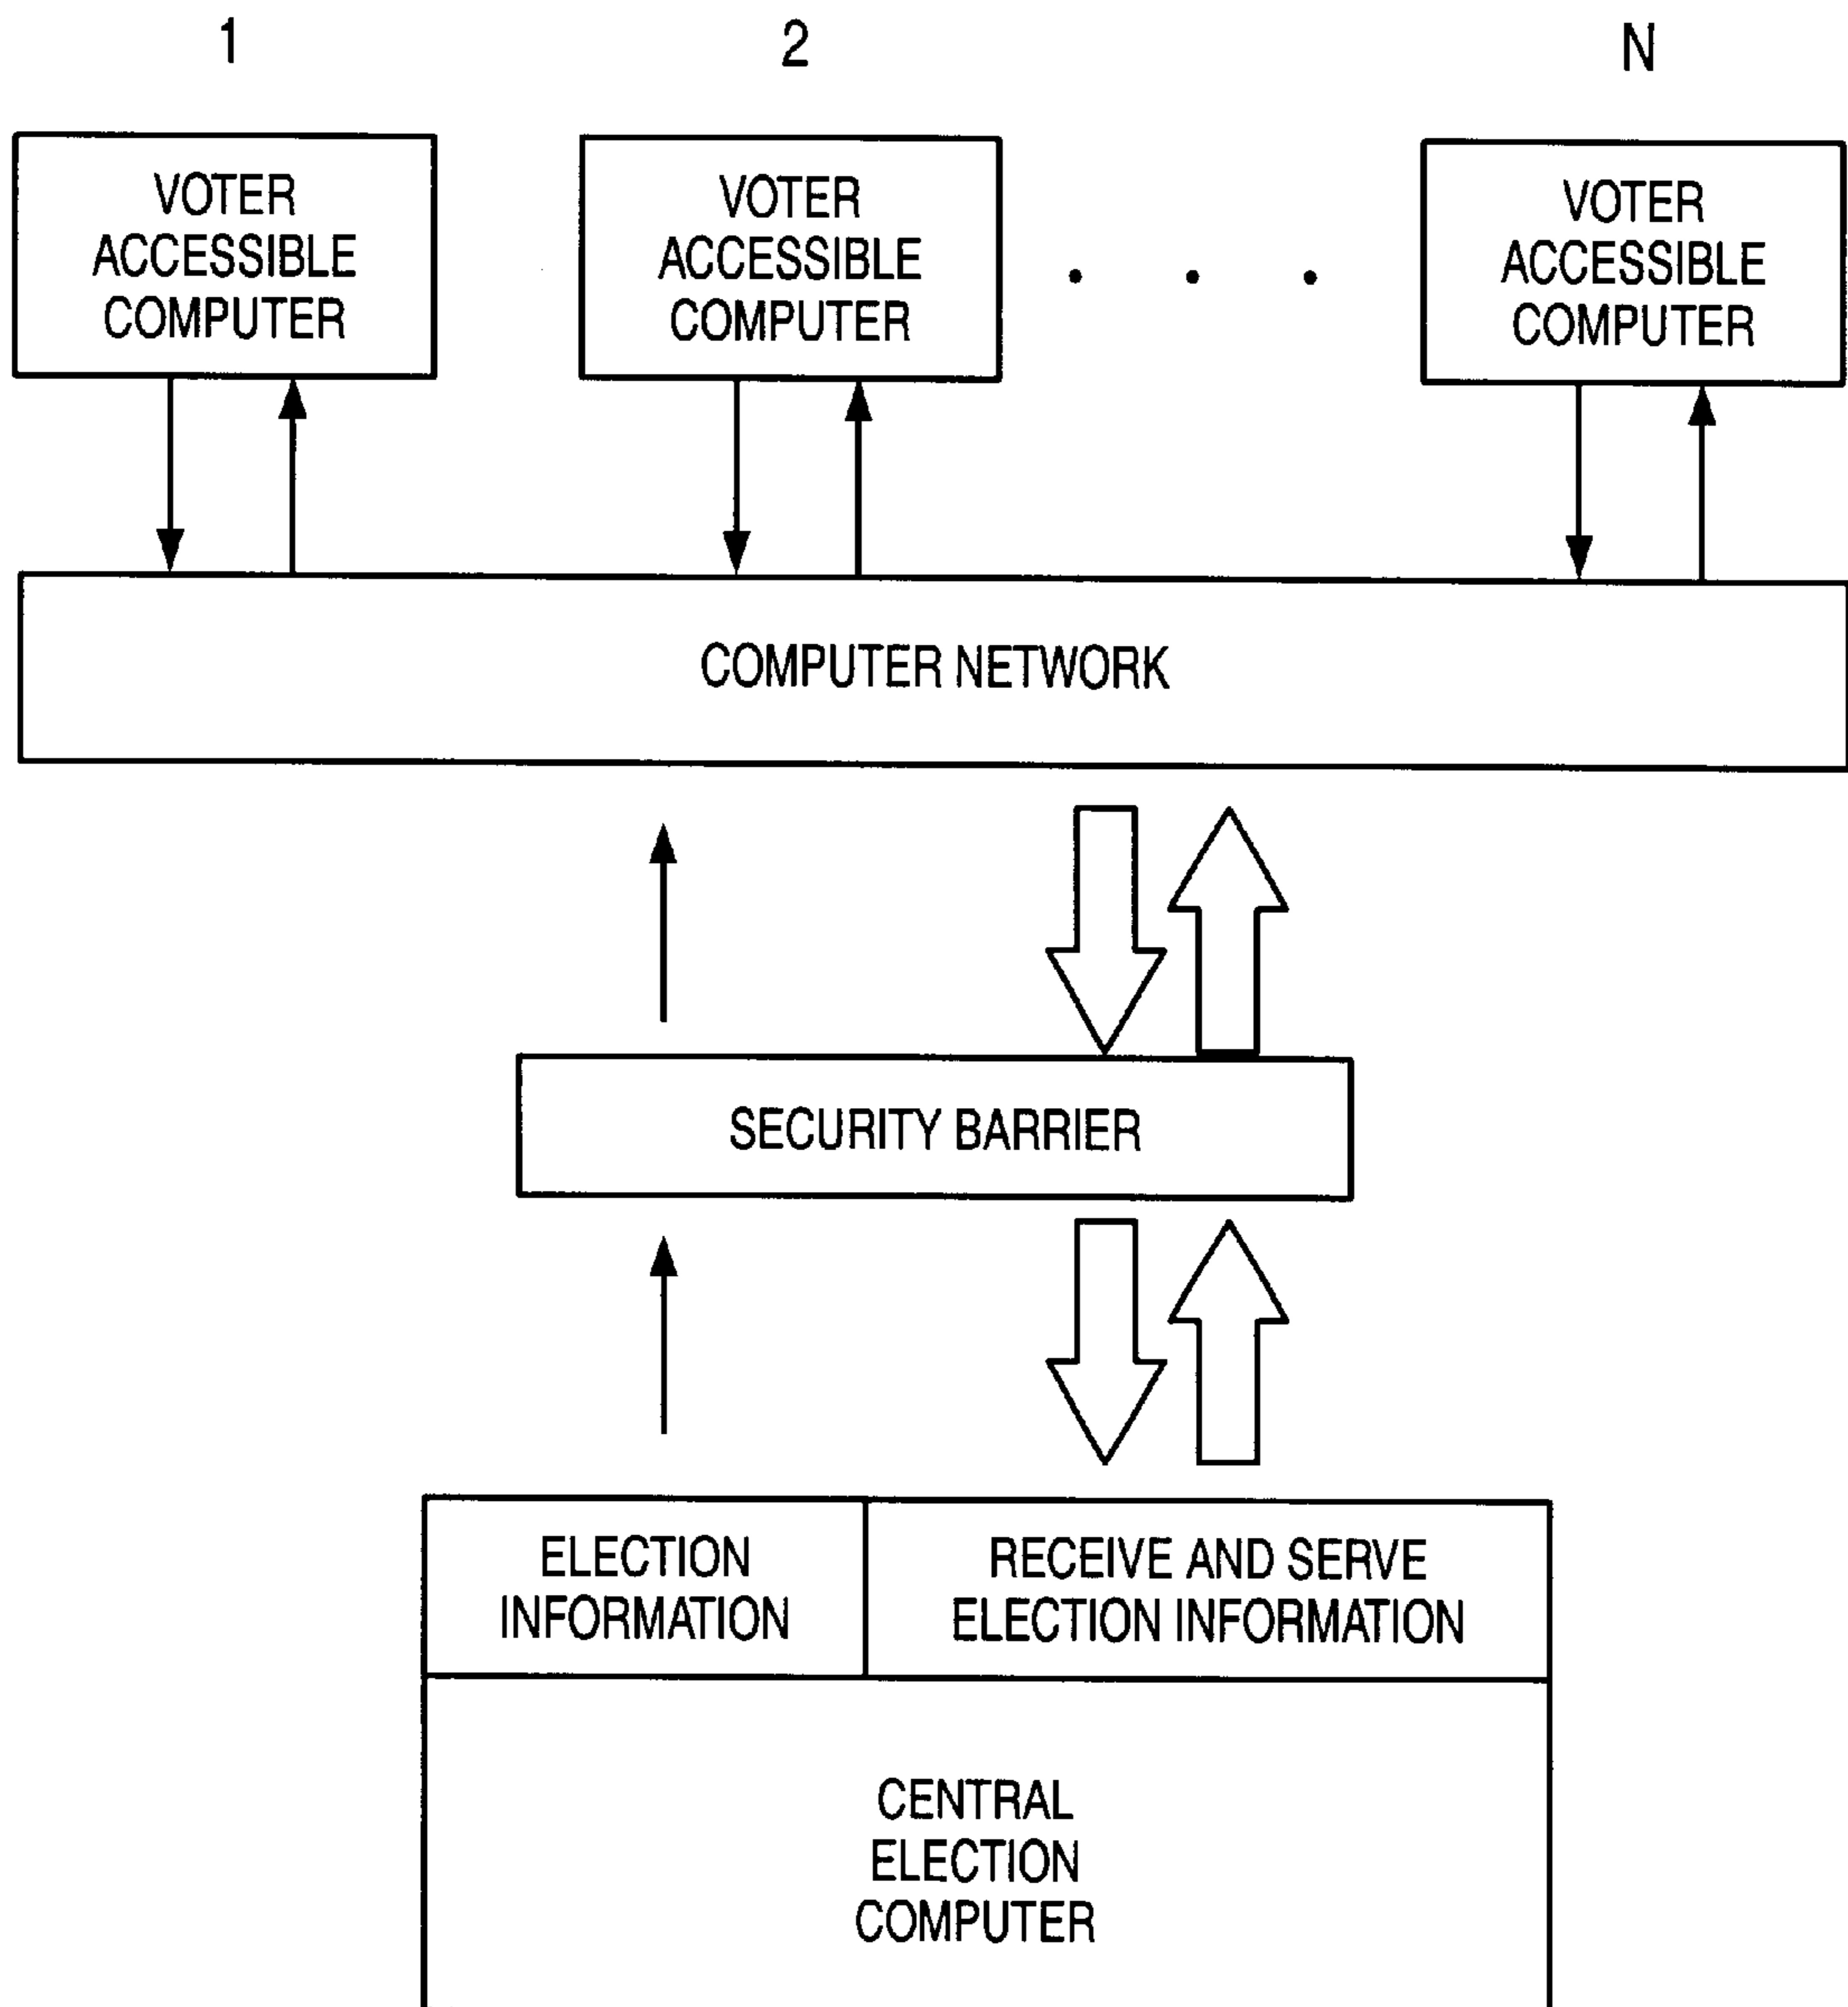 1
2
N
VOTER
ACCESSIBLE
COMPUTER
VOTER
ACCESSIBLE
COMPUTER
. . .
VOTER
ACCESSIBLE
COMPUTER
COMPUTER NETWORK
SECURITY BARRIER
ELECTION
INFORMATION
RECEIVE AND SERVE
ELECTION INFORMATION
CENTRAL
ELECTION
COMPUTER